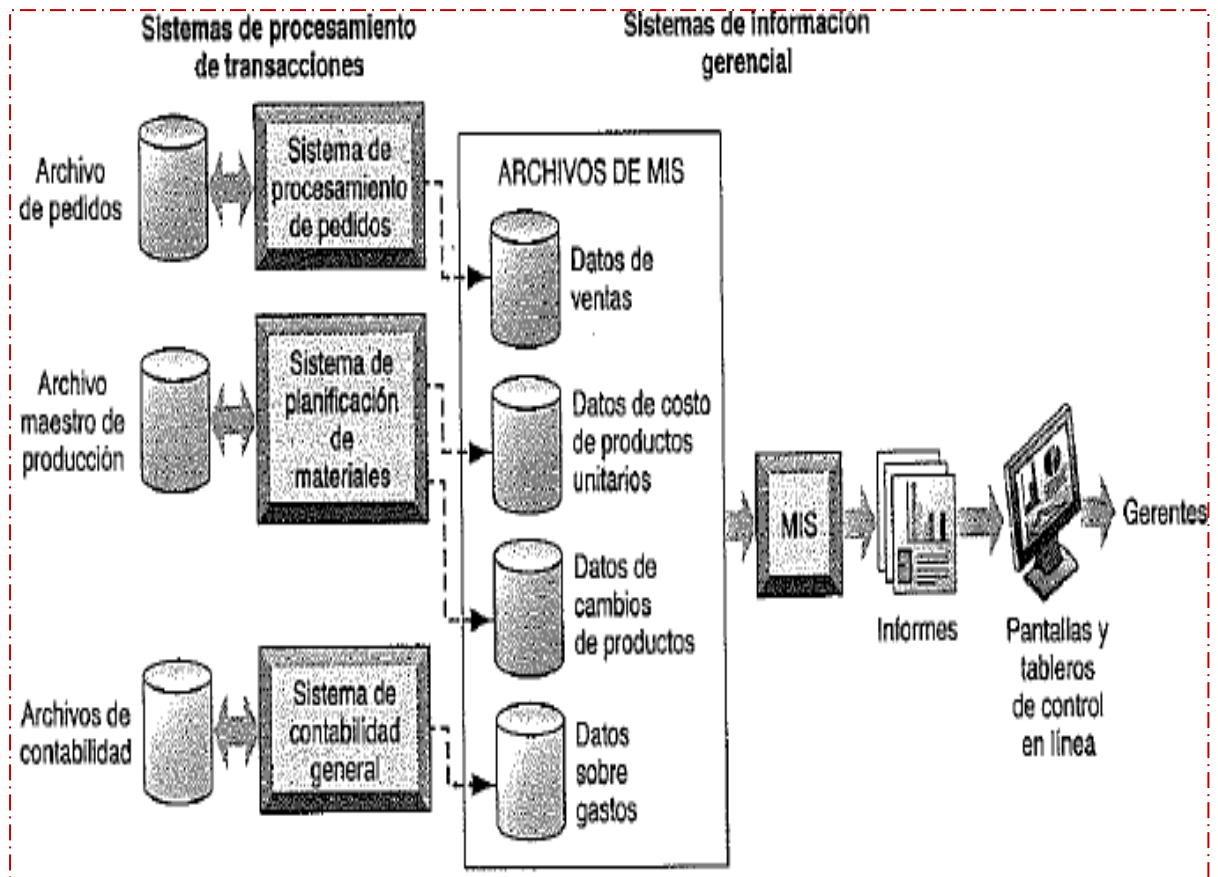 Sistemas de procesamiento
de transacciones
Sistemas de información
gerencial
Archivo
de pedidos
Sistema de
procesamiento
de pedidos
ARCHIVOS DE MIS
Datos de
ventas
Archivo
maestro de
producción
Sistema de
planificación
de
materiales
Datos de costo
de productos
unitarios
Datos de
cambios
de productos
Archivos de
contabilidad
Sistema de
contabilidad
general
Datos
sobre
gastos
MIS
Informes
Pantallas y
tableros
de control
en línea
Gerentes